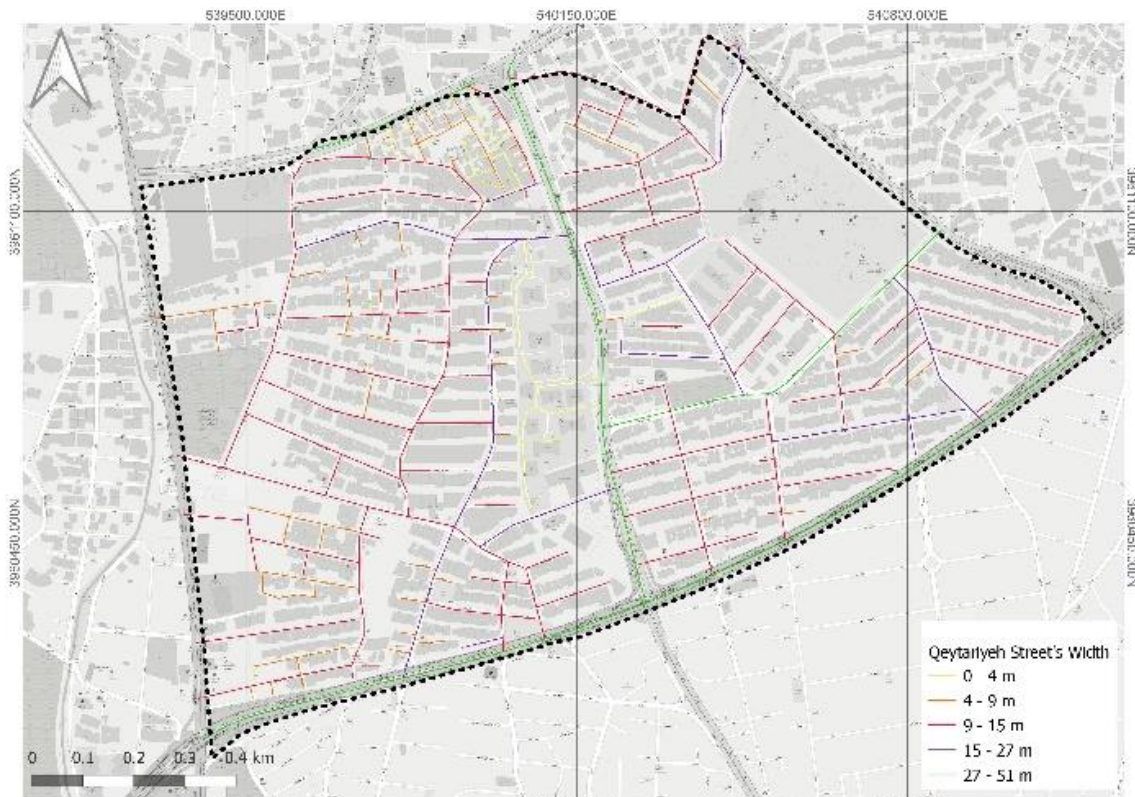 539500.000E
540150.000E
540800.000E
3961100.000N
3961100.000N
3960450.000N
3960450.000N
Qeytariyeh Street's Width
0 - 4 m
4 - 9 m
9 - 15 m
15 - 27 m
27 - 51 m
0 0.1 0.2 0.3 0.4 km